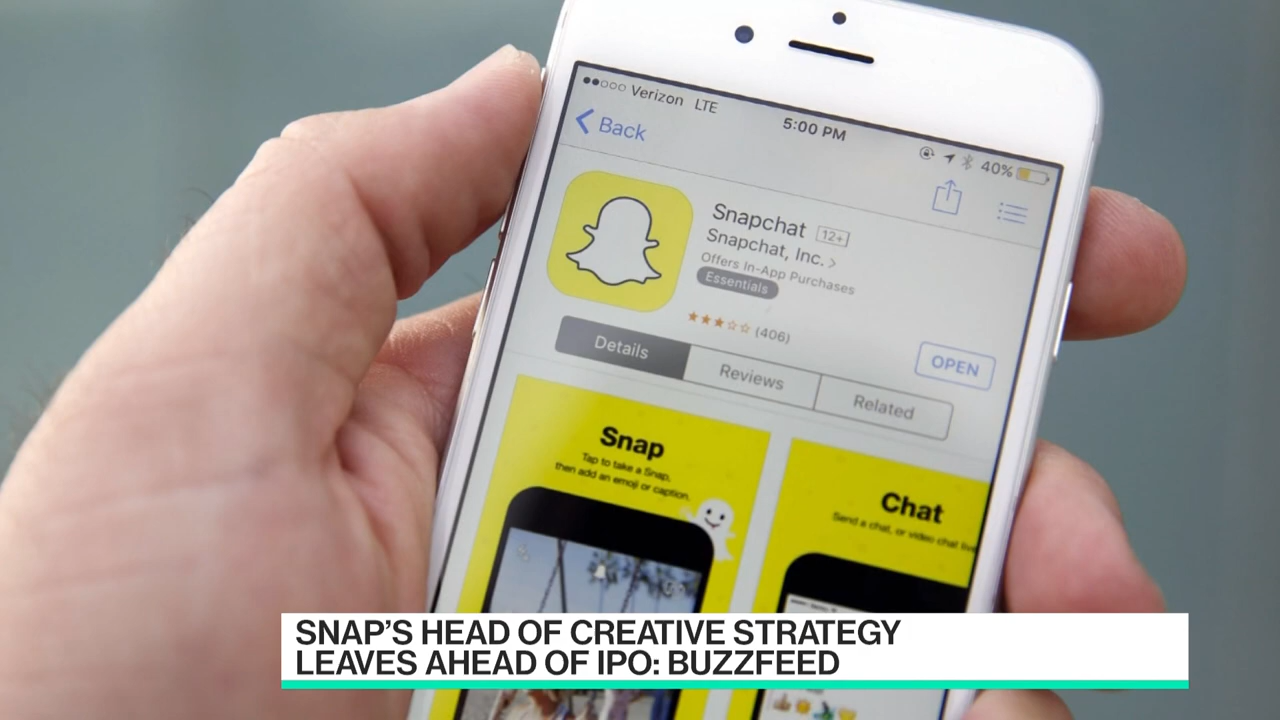 Verizon LTE
5:00 PM
40%
Back
Snapchat 12+
Snapchat, Inc. >
Offers In-App Purchases
Essentials
(406)
OPEN
Details
Reviews
Related
Snap
Tap to take a Snap,
then add an emoji or caption.
Chat
Send a chat, or video chat live
SNAP'S HEAD OF CREATIVE STRATEGY
LEAVES AHEAD OF IPO: BUZZFEED